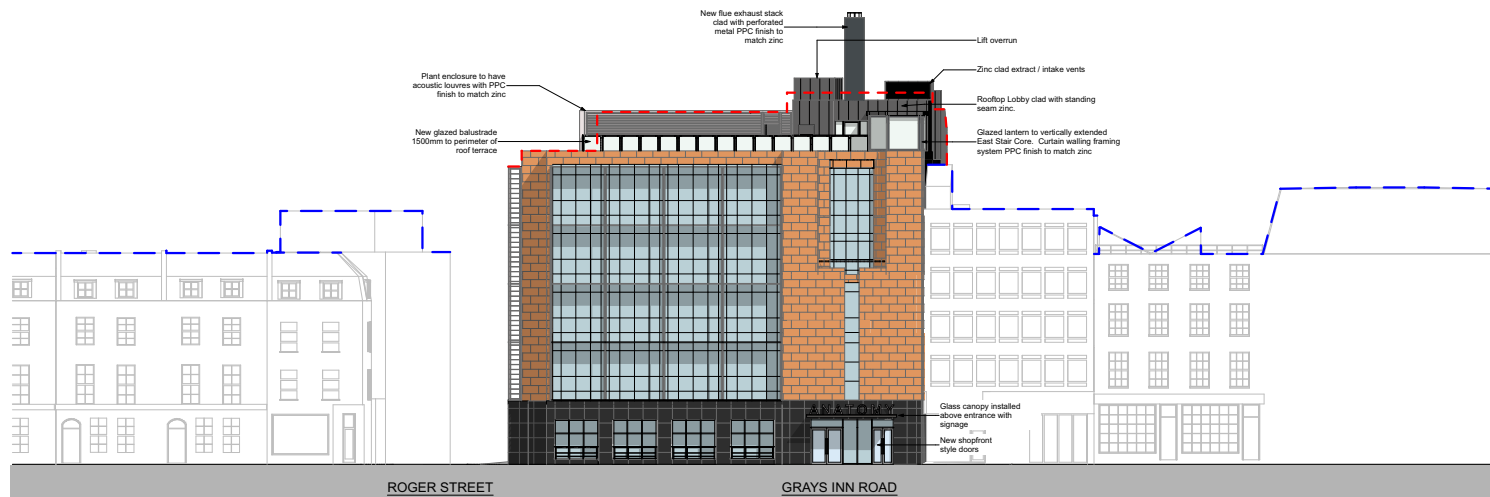 New flue exhaust stack
clad with perforated
metal PPC finish to
match zinc
Lift overrun
Plant enclosure to have
acoustic louvres with PPC
finish to match zinc
Zinc clad extract / intake vents
Rooftop Lobby clad with standing
seam zinc.
New glazed balustrade
1500mm to perimeter of
roof terrace
Glazed lantern to vertically extended
East Stair Core.  Curtain walling framing
system PPC finish to match zinc
ANATOMY
Glass canopy installed
above entrance with
signage
New shopfront
style doors
ROGER STREET
GRAYS INN ROAD